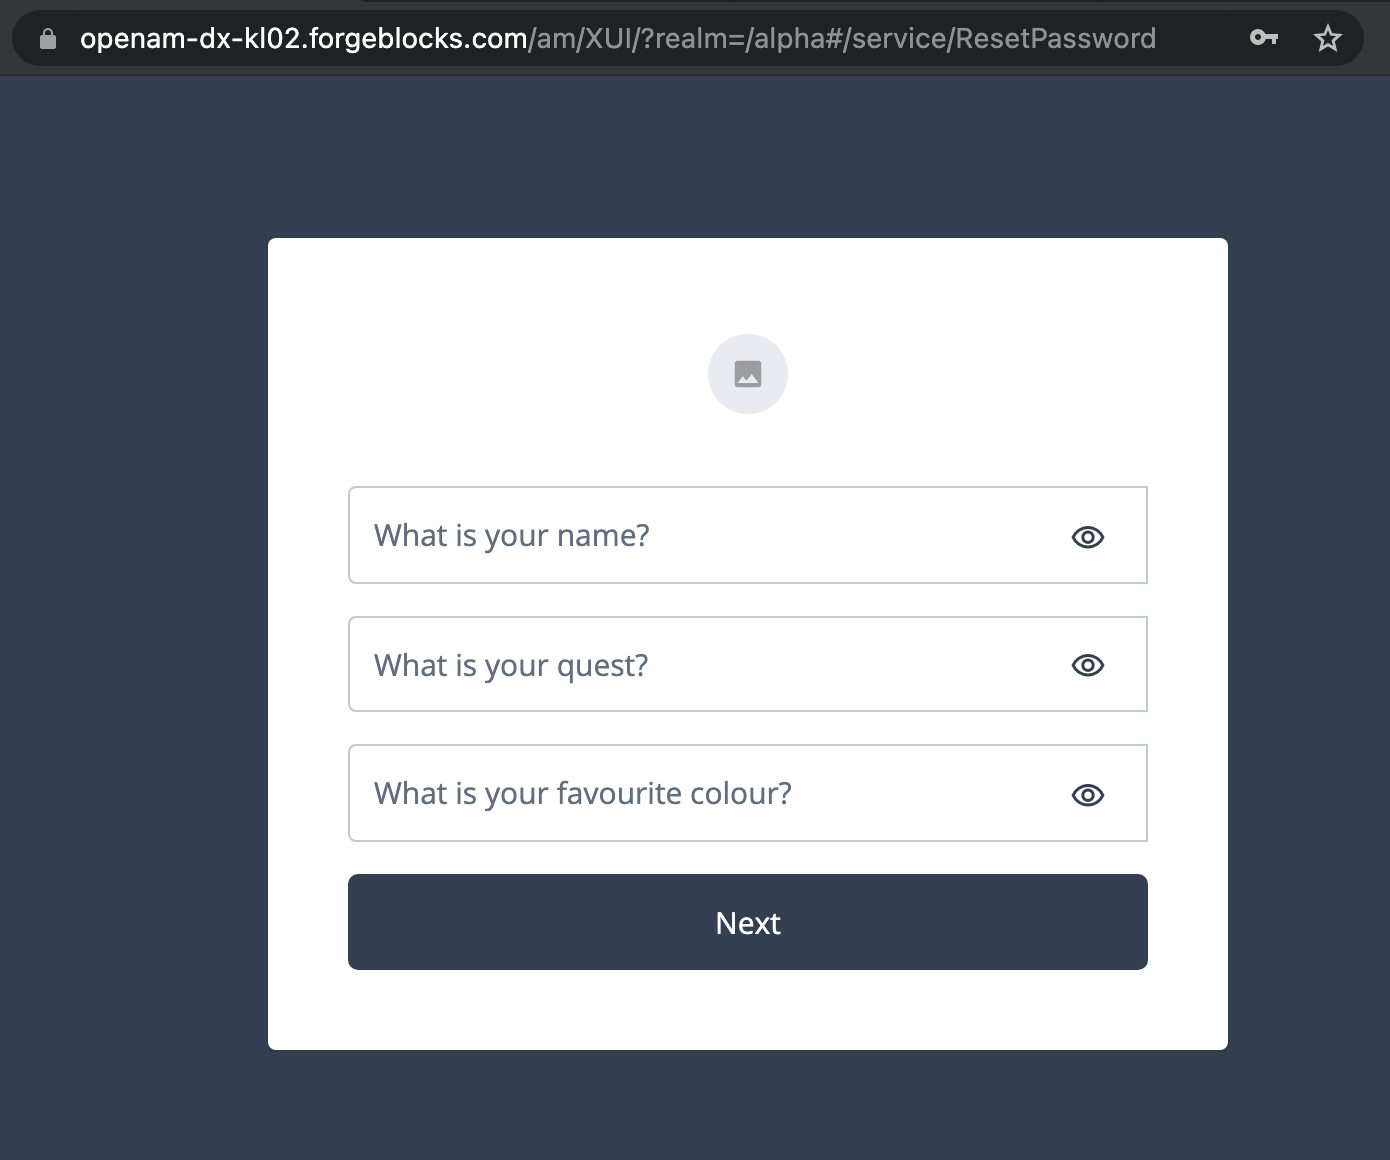 openam-dx-kl02.forgeblocks.com/am/XUI/?realm=/alpha#/service/ResetPassword
What is your name?
What is your quest?
What is your favourite colour?
Next